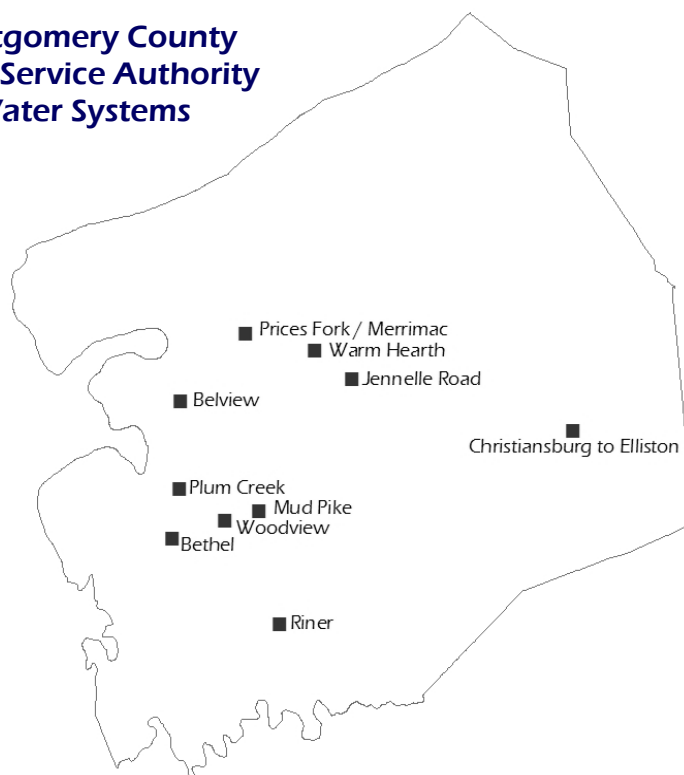 tgomery County
Service Authority
Vater Systems
Prices Fork / Merrimac
Warm Hearth
Jennelle Road
Belview
Christiansburg to Elliston
Plum Creek
Mud Pike
Woodview
Bethel
Riner